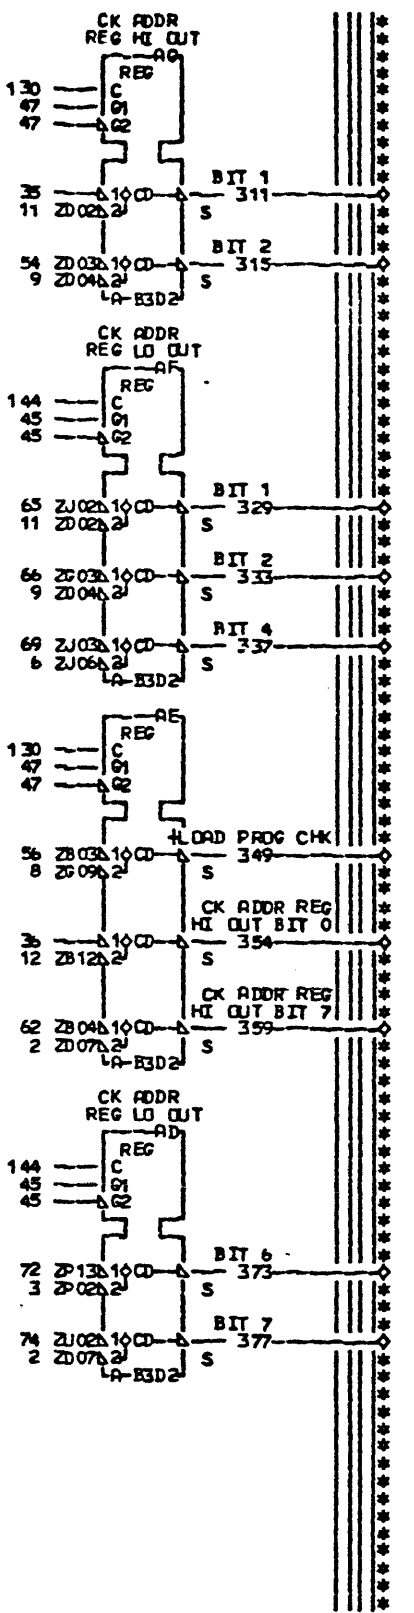 CK ADDR
REG HI OUT
AG
REG
130 C
47 G1
47 G2
BIT 1
35 1 CD 311
11 ZD02 2 S
BIT 2
54 ZD03 1 CD 315
9 ZD04 2 S
A-B3D2
CK ADDR
REG LO OUT
AF
REG
144 C
45 G1
45 G2
BIT 1
65 ZJ02 1 CD 329
11 ZD02 2 S
BIT 2
66 ZG03 1 CD 333
9 ZD04 2 S
BIT 4
69 ZJ03 1 CD 337
6 ZJ06 2 S
A-B3D2
AE
REG
130 C
47 G1
47 G2
+LOAD PROG CHK
56 ZB03 1 CD 349
8 ZG09 2 S
CK ADDR REG
HI OUT BIT 0
36 1 CD 354
12 ZB12 2
CK ADDR REG
HI OUT BIT 7
62 ZB04 1 CD 359
2 ZD07 2 S
A-B3D2
CK ADDR
REG LO OUT
AD
REG
144 C
45 G1
45 G2
BIT 6
72 ZP13 1 CD 373
3 ZP02 2 S
BIT 7
74 ZU02 1 CD 377
2 ZD07 2 S
A-B3D2